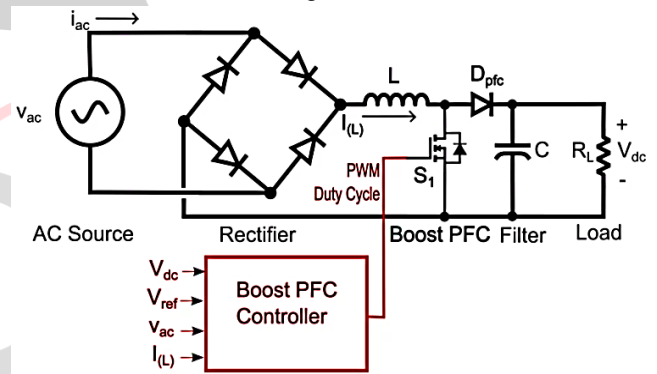 iac
vac
L
Dpfc
I(L)
S1
C
RL
+
Vdc
-
PWM
Duty Cycle
AC Source
Rectifier
Boost PFC
Filter
Load
Vdc
Vref
vac
I(L)
Boost PFC
Controller